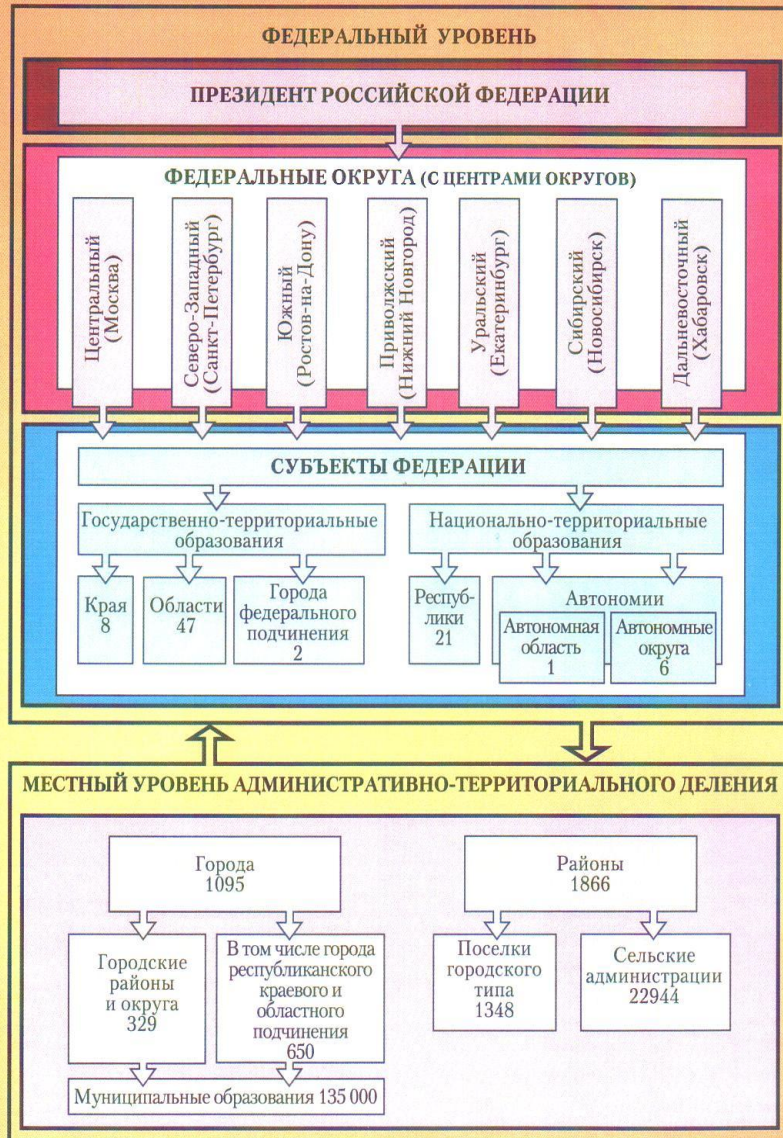 ФЕДЕРАЛЬНЫЙ УРОВЕНЬ
ПРЕЗИДЕНТ РОССИЙСКОЙ ФЕДЕРАЦИИ
ФЕДЕРАЛЬНЫЕ ОКРУГА (С ЦЕНТРАМИ ОКРУГОВ)
Центральный
(Москва)
Северо-Западный
(Санкт-Петербург)
Южный
(Ростов-на-Дону)
Приволжский
(Нижний Новгород)
Уральский
(Екатеринбург)
Сибирский
(Новосибирск)
Дальневосточный
(Хабаровск)
СУБЪЕКТЫ ФЕДЕРАЦИИ
Государственно-территориальные
образования
Национально-территориальные
образования
Края
8
Области
47
Города
федерального
подчинения
2
Респуб-
лики
21
Автономии
Автономная
область
1
Автономные
округа
6
МЕСТНЫЙ УРОВЕНЬ АДМИНИСТРАТИВНО-ТЕРРИТОРИАЛЬНОГО ДЕЛЕНИЯ
Города
1095
Районы
1866
Городские
районы
и округа
329
В том числе города
республиканского
краевого и
областного
подчинения
650
Поселки
городского
типа
1348
Сельские
администрации
22944
Муниципальные образования 135 000